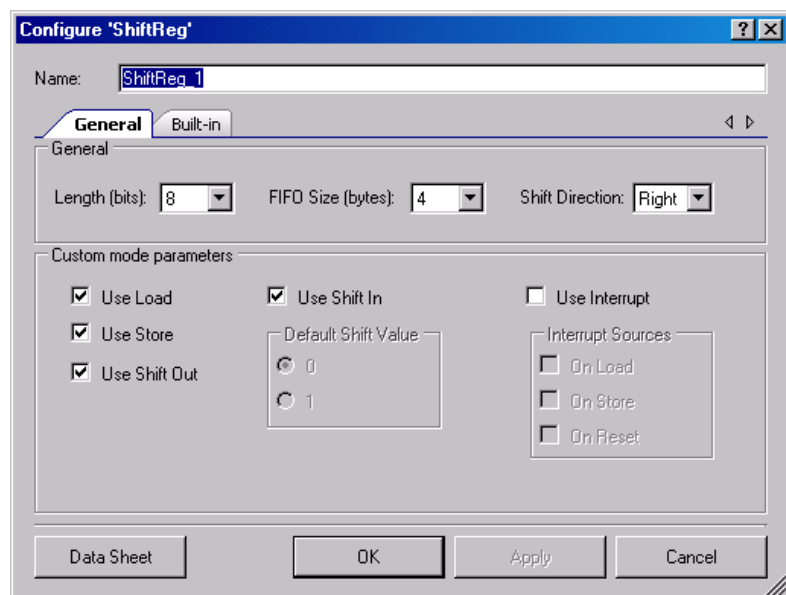 Configure 'ShiftReg'
Name: ShiftReg_1
General Built-in
General
Length (bits): 8 FIFO Size (bytes): 4 Shift Direction: Right
Custom mode parameters
Use Load Use Shift In Use Interrupt
Use Store Default Shift Value Interrupt Sources
Use Shift Out 0 On Load
1 On Store
On Reset
Data Sheet OK Apply Cancel